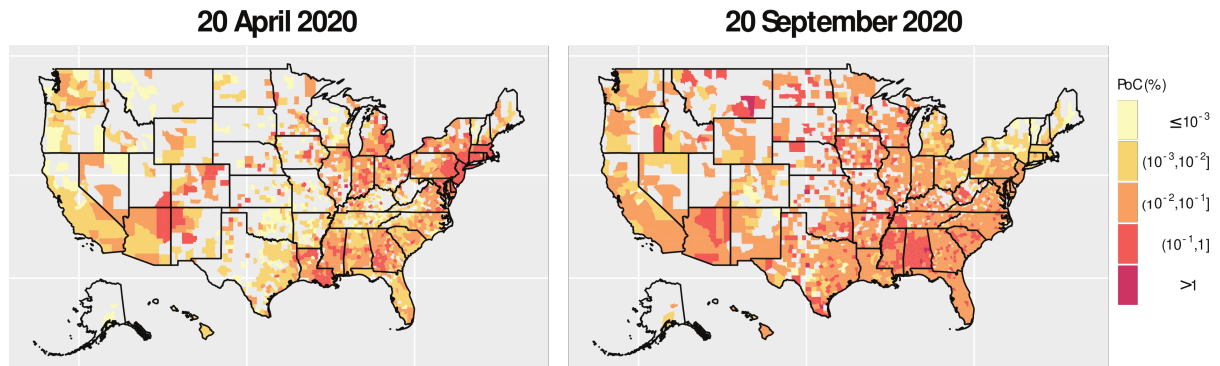 20 April 2020
20 September 2020
PoC(%)
≤10⁻³
(10⁻³,10⁻²]
(10⁻²,10⁻¹]
(10⁻¹,1]
>1